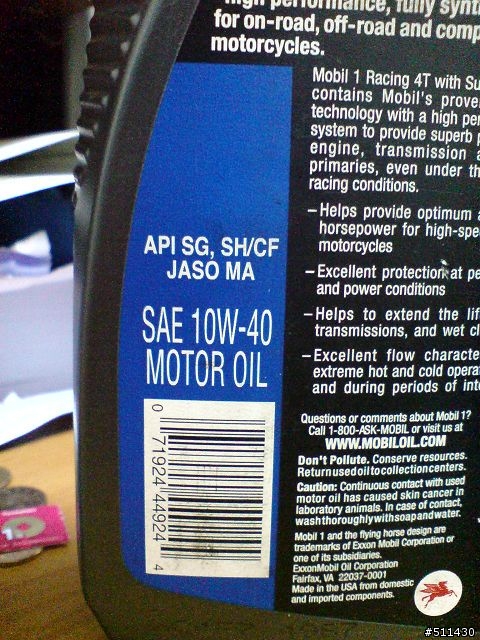 high performance, fully synt
for on-road, off-road and comp
motorcycles.
Mobil 1 Racing 4T with Su
contains Mobil's prove
technology with a high per
system to provide superb p
engine, transmission a
primaries, even under th
racing conditions.
–Helps provide optimum a
horsepower for high-spe
motorcycles
–Excellent protection at pe
and power conditions
–Helps to extend the lif
transmissions, and wet cl
–Excellent flow characte
extreme hot and cold opera
and during periods of inte
API SG, SH/CF
JASO MA
SAE 10W-40
MOTOR OIL
0 71924 44924 4
Questions or comments about Mobil 1?
Call 1-800-ASK-MOBIL or visit us at
WWW.MOBILOIL.COM
Don't Pollute. Conserve resources.
Return used oil to collection centers.
Caution: Continuous contact with used
motor oil has caused skin cancer in
laboratory animals. In case of contact,
wash thoroughly with soap and water.
Mobil 1 and the flying horse design are
trademarks of Exxon Mobil Corporation or
one of its subsidiaries.
ExxonMobil Oil Corporation
Fairfax, VA 22037-0001
Made in the USA from domestic
and imported components.
#511430